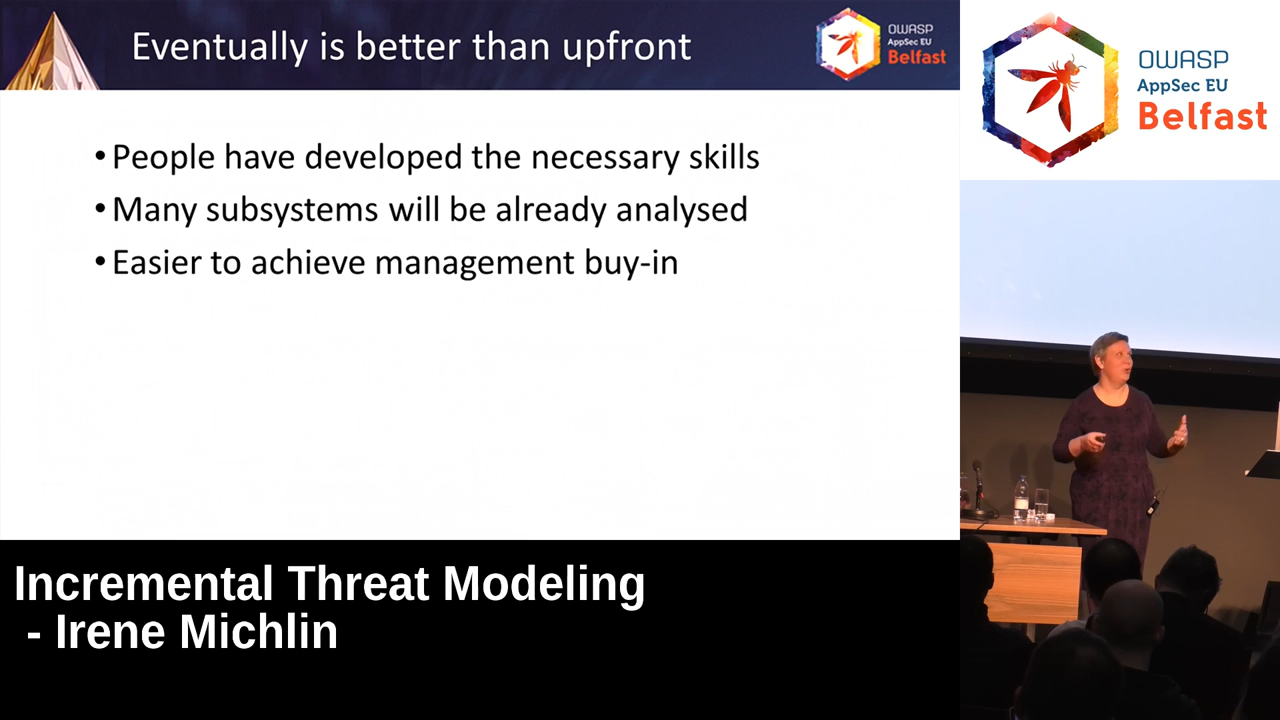 Eventually is better than upfront
OWASP
AppSec EU
Belfast
• People have developed the necessary skills
• Many subsystems will be already analysed
• Easier to achieve management buy-in
OWASP
AppSec EU
Belfast
Incremental Threat Modeling
- Irene Michlin